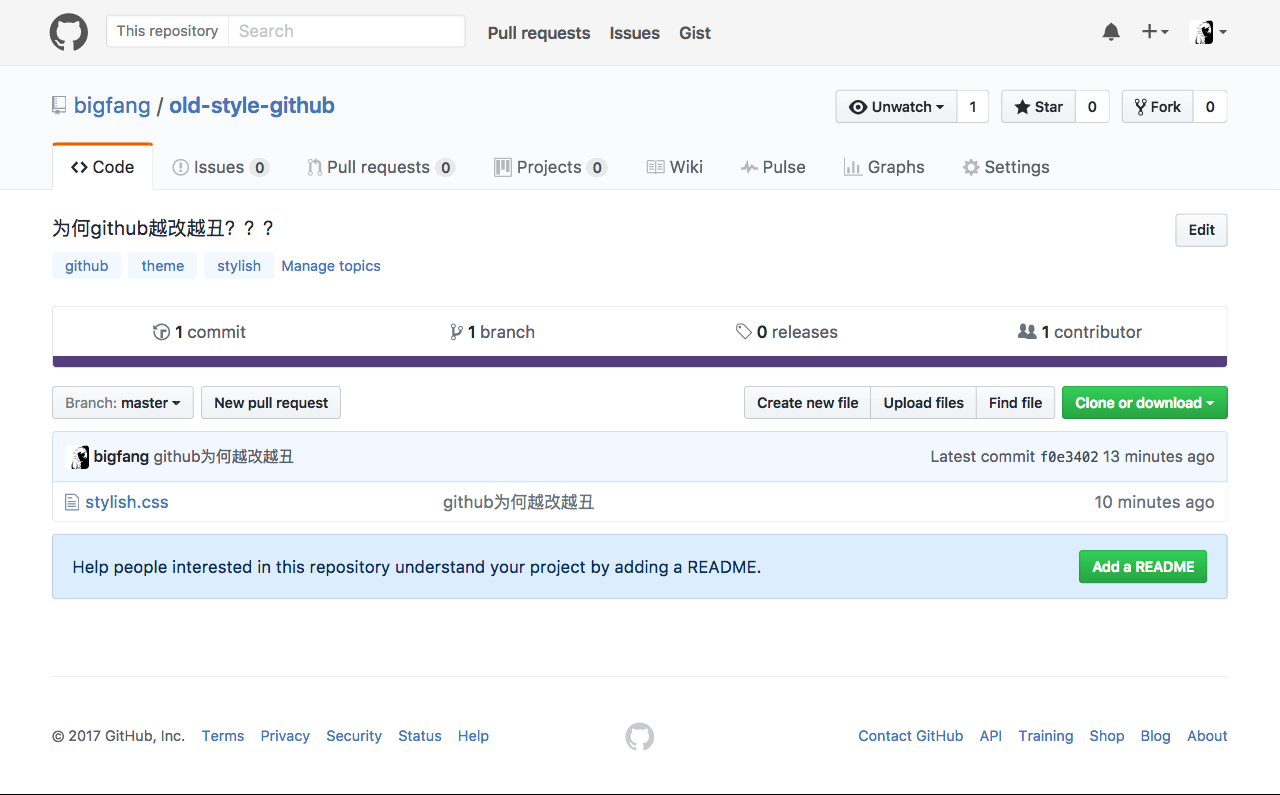 This repository Search Pull requests Issues Gist
bigfang / old-style-github Unwatch 1 Star 0 Fork 0
Code Issues 0 Pull requests 0 Projects 0 Wiki Pulse Graphs Settings
为何github越改越丑？？？ Edit
github theme stylish Manage topics
1 commit 1 branch 0 releases 1 contributor
Branch: master New pull request Create new file Upload files Find file Clone or download
bigfang github为何越改越丑 Latest commit f0e3402 13 minutes ago
stylish.css github为何越改越丑 10 minutes ago
Help people interested in this repository understand your project by adding a README. Add a README
© 2017 GitHub, Inc. Terms Privacy Security Status Help Contact GitHub API Training Shop Blog About